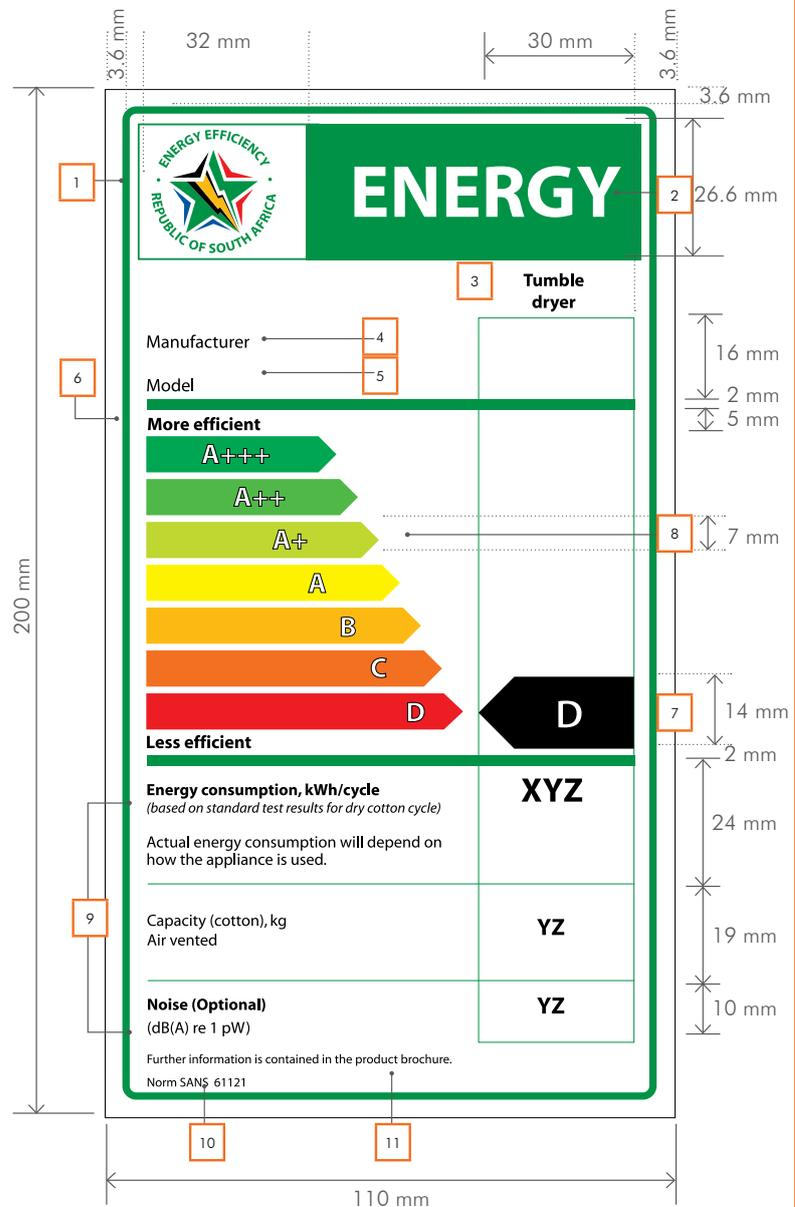 3.6 mm
32 mm
30 mm
3.6 mm
3.6 mm
ENERGY EFFICIENCY
REPUBLIC OF SOUTH AFRICA
ENERGY
1
2
26.6 mm
3
Tumble
dryer
Manufacturer
4
16 mm
Model
5
6
2 mm
5 mm
More efficient
A+++
A++
A+
8
7 mm
A
B
C
D
D
7
14 mm
Less efficient
2 mm
200 mm
Energy consumption, kWh/cycle
XYZ
(based on standard test results for dry cotton cycle)
24 mm
Actual energy consumption will depend on
how the appliance is used.
9
Capacity (cotton), kg
YZ
Air vented
19 mm
Noise (Optional)
YZ
10 mm
(dB(A) re 1 pW)
Further information is contained in the product brochure.
Norm SANS 61121
10
11
110 mm